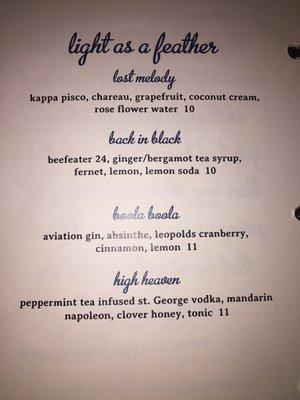 light as a feather
lost melody
kappa pisco, chareau, grapefruit, coconut cream,
rose flower water 10
back in black
beefeater 24, ginger/bergamot tea syrup,
fernet, lemon, lemon soda 10
boola boola
aviation gin, absinthe, leopolds cranberry,
cinnamon, lemon 11
high heaven
peppermint tea infused st. George vodka, mandarin
napoleon, clover honey, tonic 11